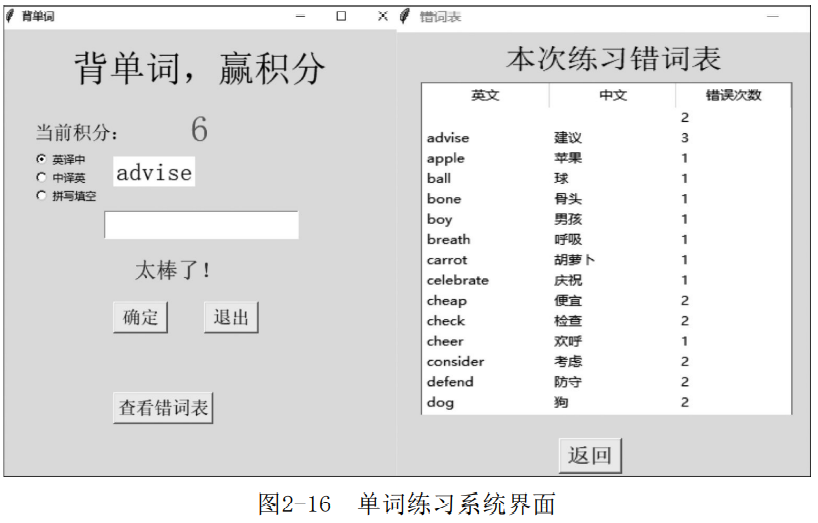 背单词
背单词，赢积分
当前积分： 6
英译中
中译英
拼写填空
advise
太棒了！
确定 退出
查看错词表
错词表
本次练习错词表
英文 中文 错误次数
2
advise 建议 3
apple 苹果 1
ball 球 1
bone 骨头 1
boy 男孩 1
breath 呼吸 1
carrot 胡萝卜 1
celebrate 庆祝 1
cheap 便宜 2
check 检查 2
cheer 欢呼 1
consider 考虑 2
defend 防守 2
dog 狗 2
返回
图2-16 单词练习系统界面